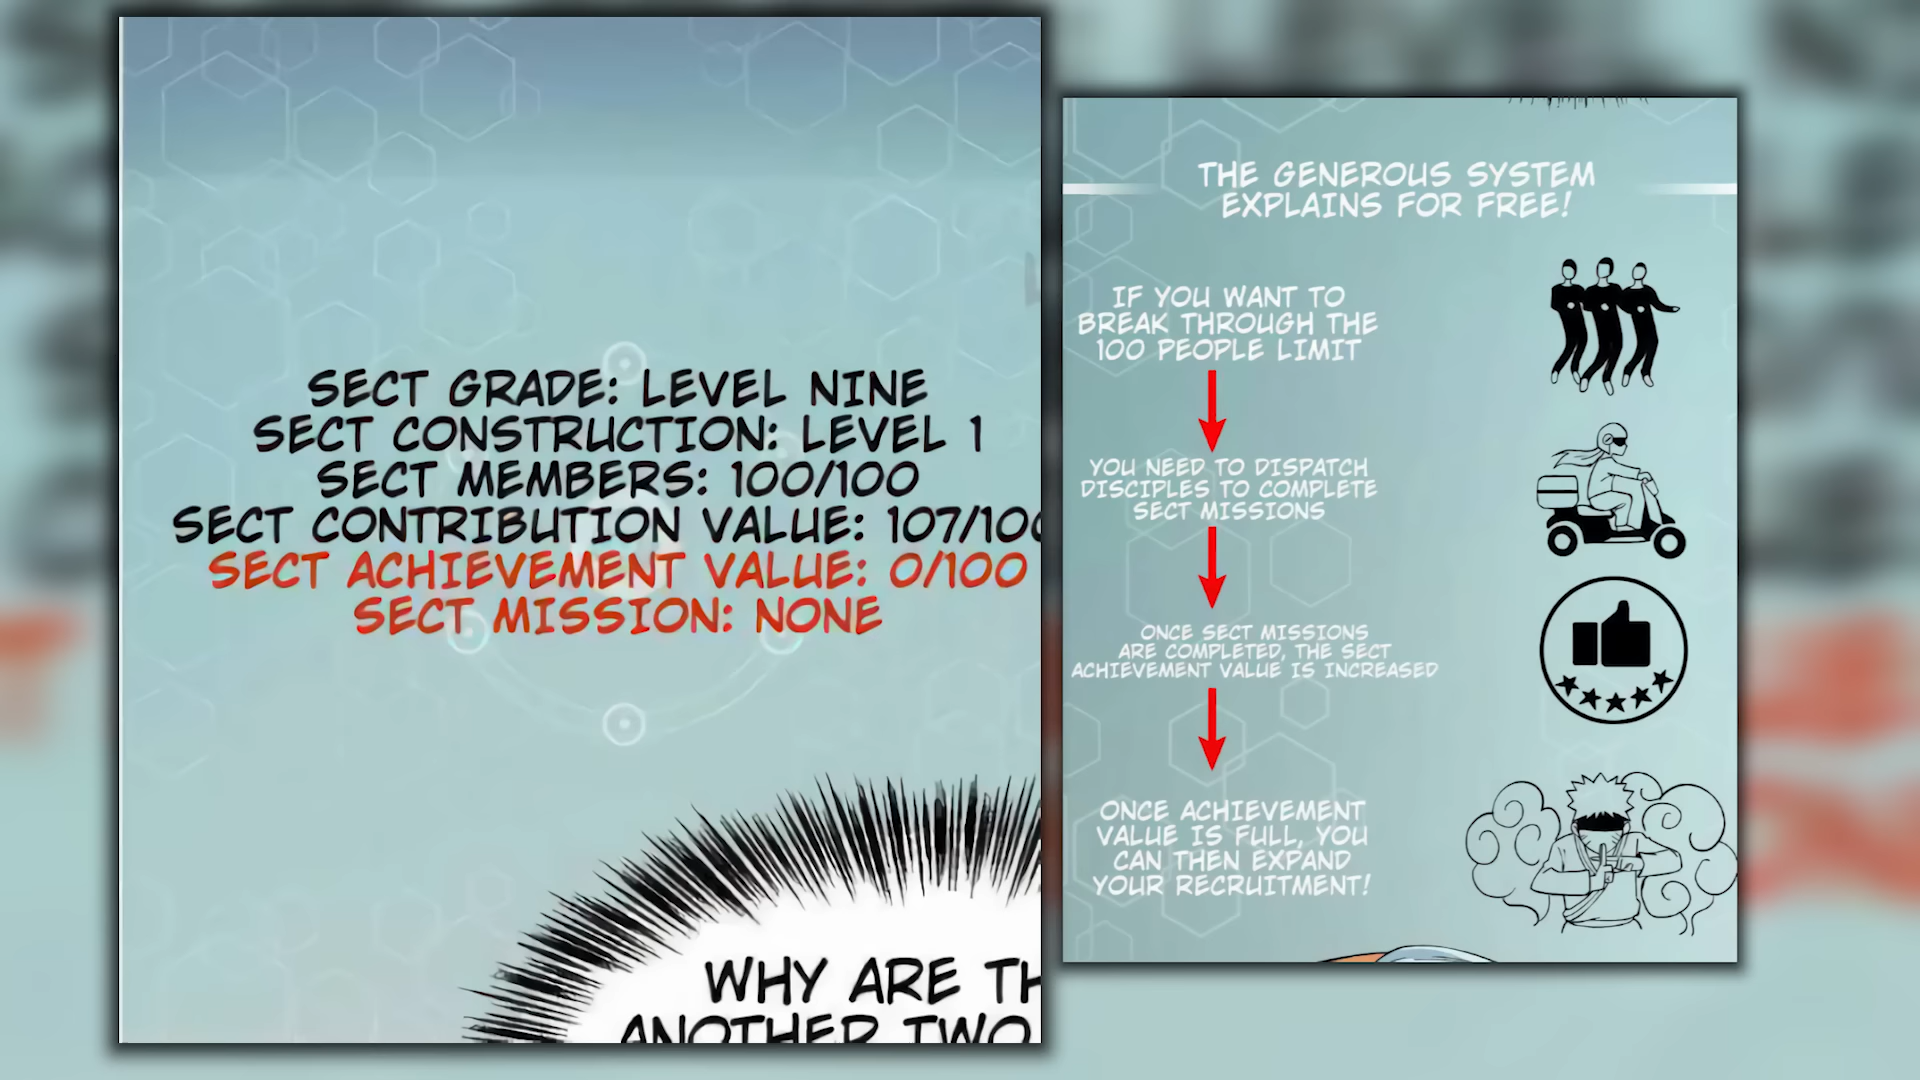 SECT GRADE: LEVEL NINE
SECT CONSTRUCTION: LEVEL 1
SECT MEMBERS: 100/100
SECT CONTRIBUTION VALUE: 107/100
SECT ACHIEVEMENT VALUE: 0/100
SECT MISSION: NONE
WHY ARE
ANOTHER TWO
THE GENEROUS SYSTEM
EXPLAINS FOR FREE!
IF YOU WANT TO
BREAK THROUGH THE
100 PEOPLE LIMIT
YOU NEED TO DISPATCH
DISCIPLES TO COMPLETE
SECT MISSIONS
ONCE SECT MISSIONS
ARE COMPLETED, THE SECT
ACHIEVEMENT VALUE IS INCREASED
ONCE ACHIEVEMENT
VALUE IS FULL, YOU
CAN THEN EXPAND
YOUR RECRUITMENT!